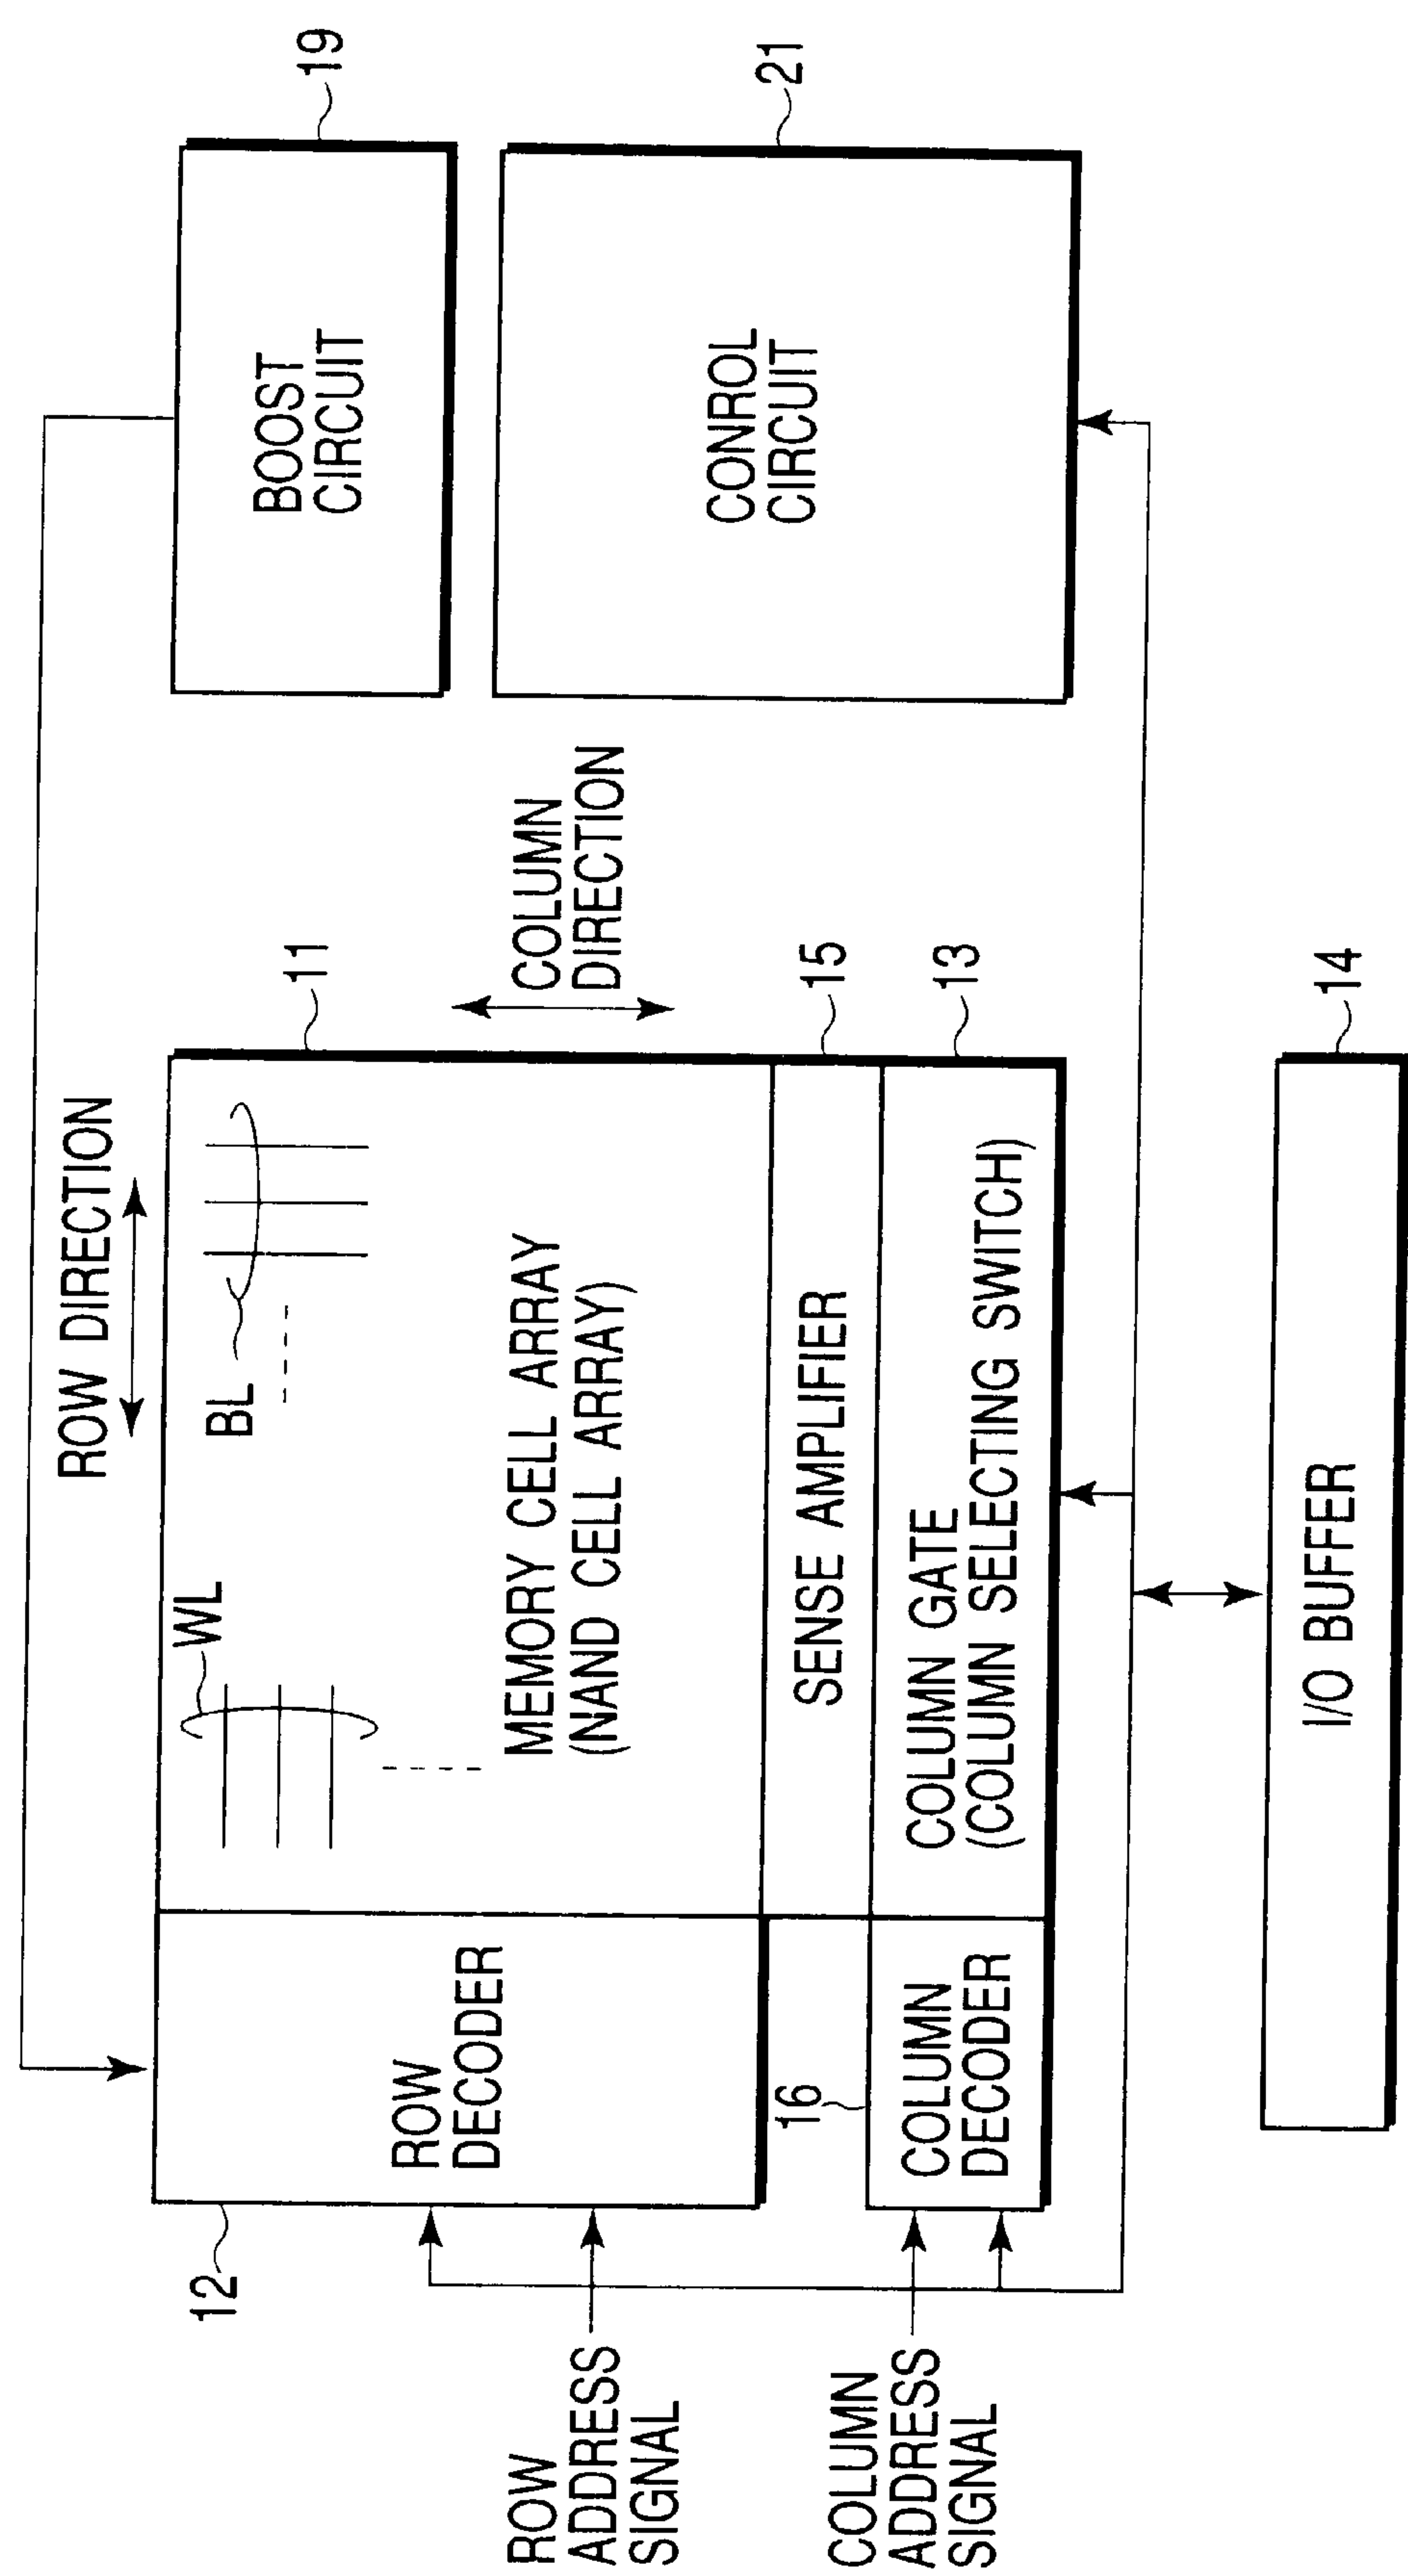 ROW DIRECTION
19
11
BL
WL
BOOST
CIRCUIT
12
ROW
DECODER
MEMORY CELL ARRAY
(NAND CELL ARRAY)
COLUMN
DIRECTION
21
ROW
ADDRESS
SIGNAL
CONROL
CIRCUIT
16
SENSE AMPLIFIER
15
COLUMN
ADDRESS
SIGNAL
COLUMN
DECODER
COLUMN GATE
(COLUMN SELECTING SWITCH)
13
I/O BUFFER
14